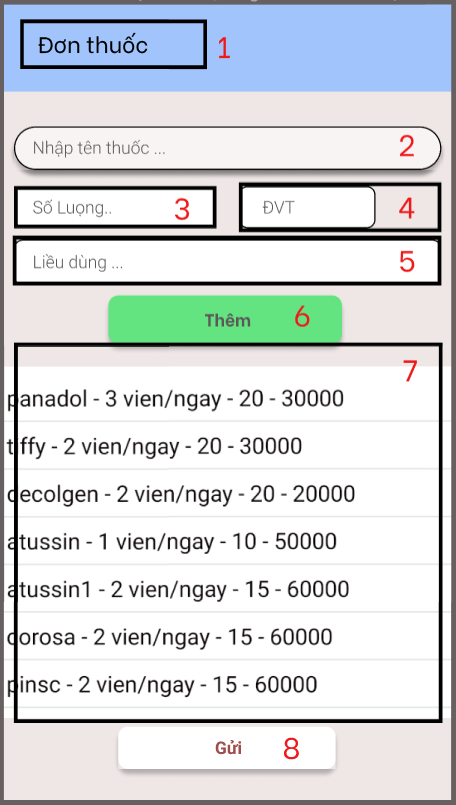 Đơn thuốc 1
Nhập tên thuốc ... 2
Số Luọng.. 3 ĐVT 4
Liều dùng ... 5
Thêm 6
7
panadol - 3 vien/ngay - 20 - 30000
tiffy - 2 vien/ngay - 20 - 30000
decolgen - 2 vien/ngay - 20 - 20000
atussin - 1 vien/ngay - 10 - 50000
atussin1 - 2 vien/ngay - 15 - 60000
dorosa - 2 vien/ngay - 15 - 60000
pinsc - 2 vien/ngay - 15 - 60000
Gửi 8